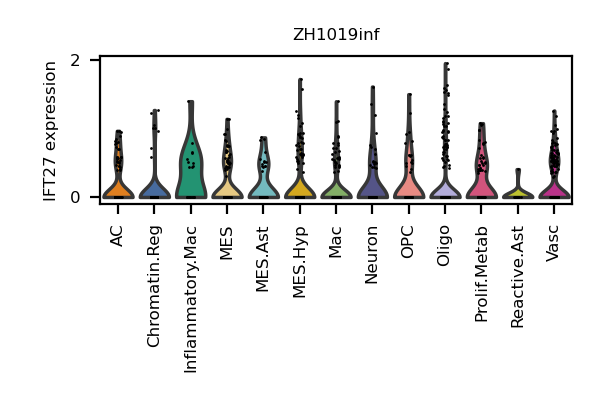 ZH1019inf
IFT27 expression
2
0
AC
Chromatin.Reg
Inflammatory.Mac
MES
MES.Ast
MES.Hyp
Mac
Neuron
OPC
Oligo
Prolif.Metab
Reactive.Ast
Vasc